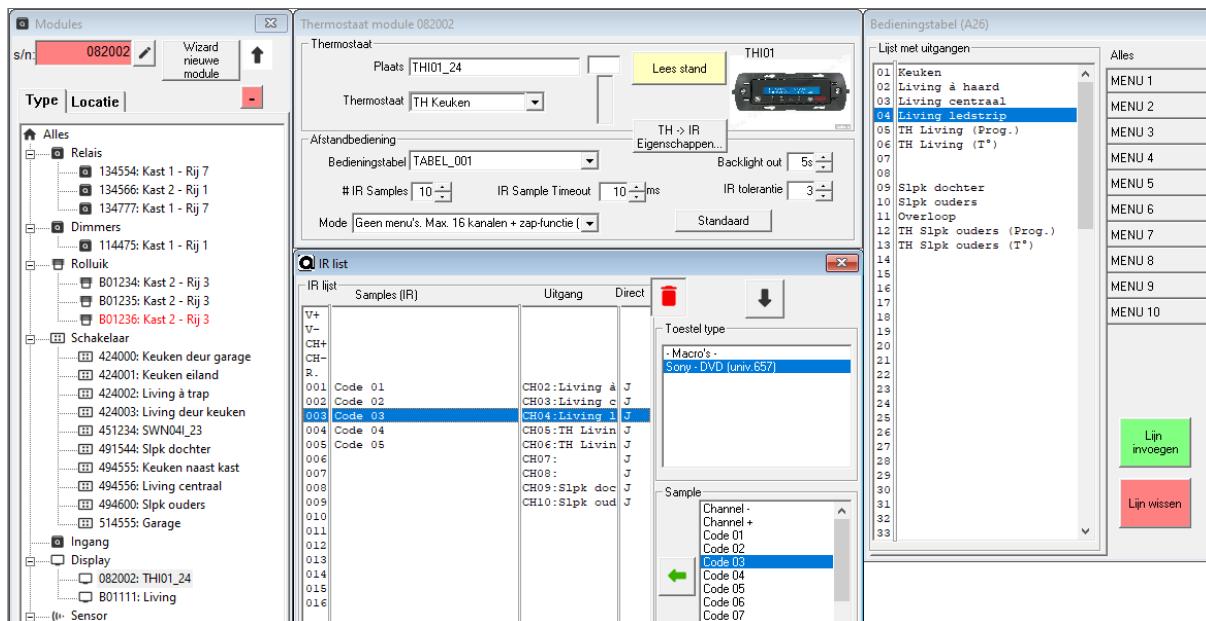 Modules
s/n: 082002
Wizard nieuwe module
Type Locatie -
Alles
Relais
134554: Kast 1 - Rij 7
134566: Kast 2 - Rij 1
134777: Kast 1 - Rij 7
Dimmers
114475: Kast 1 - Rij 1
Rolluik
B01234: Kast 2 - Rij 3
B01235: Kast 2 - Rij 3
B01236: Kast 2 - Rij 3
Schakelaar
424000: Keuken deur garage
424001: Keuken eiland
424002: Living à trap
424003: Living deur keuken
451234: SWN04I_23
491544: Slpk dochter
494555: Keuken naast kast
494556: Living centraal
494600: Slpk ouders
514555: Garage
Ingang
Display
082002: THI01_24
B01111: Living
Sensor
Thermostaat module 082002
Thermostaat
Plaats THI01_24
Lees stand
THI01
Thermostaat TH Keuken
TH -> IR Eigenschappen...
Afstandbediening
Bedieningstabel TABEL_001
Backlight out 5s
# IR Samples 10 IR Sample Timeout 10 ms IR tolerantie 3
Mode Geen menu's. Max. 16 kanalen + zap-functie (
Standaard
IR list
IR lijst
Samples (IR) Uitgang Direct
V+
V-
CH+
CH-
R.
001 Code 01 CH02:Living à J
002 Code 02 CH03:Living c J
003 Code 03 CH04:Living l J
004 Code 04 CH05:TH Livin J
005 Code 05 CH06:TH Livin J
006 CH07: J
007 CH08: J
008 CH09:Slpk doc J
009 CH10:Slpk oud J
010
011
012
013
014
015
016
Toestel type
- Macro's -
Sony - DVD (univ.657)
Sample
Channel -
Channel +
Code 01
Code 02
Code 03
Code 04
Code 05
Code 06
Code 07
Bedieningstabel (A26)
Lijst met uitgangen
01 Keuken
02 Living à haard
03 Living centraal
04 Living ledstrip
05 TH Living (Prog.)
06 TH Living (T°)
07
08
09 Slpk dochter
10 Slpk ouders
11 Overloop
12 TH Slpk ouders (Prog.)
13 TH Slpk ouders (T°)
14
15
16
17
18
19
20
21
22
23
24
25
26
27
28
29
30
31
32
33
Alles
MENU 1
MENU 2
MENU 3
MENU 4
MENU 5
MENU 6
MENU 7
MENU 8
MENU 9
MENU 10
Lijn invoegen
Lijn wissen